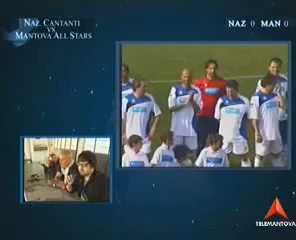 Naz. Cantanti
vs
Mantova All Stars
NAZ 0 MAN 0
TELEMANTOVA